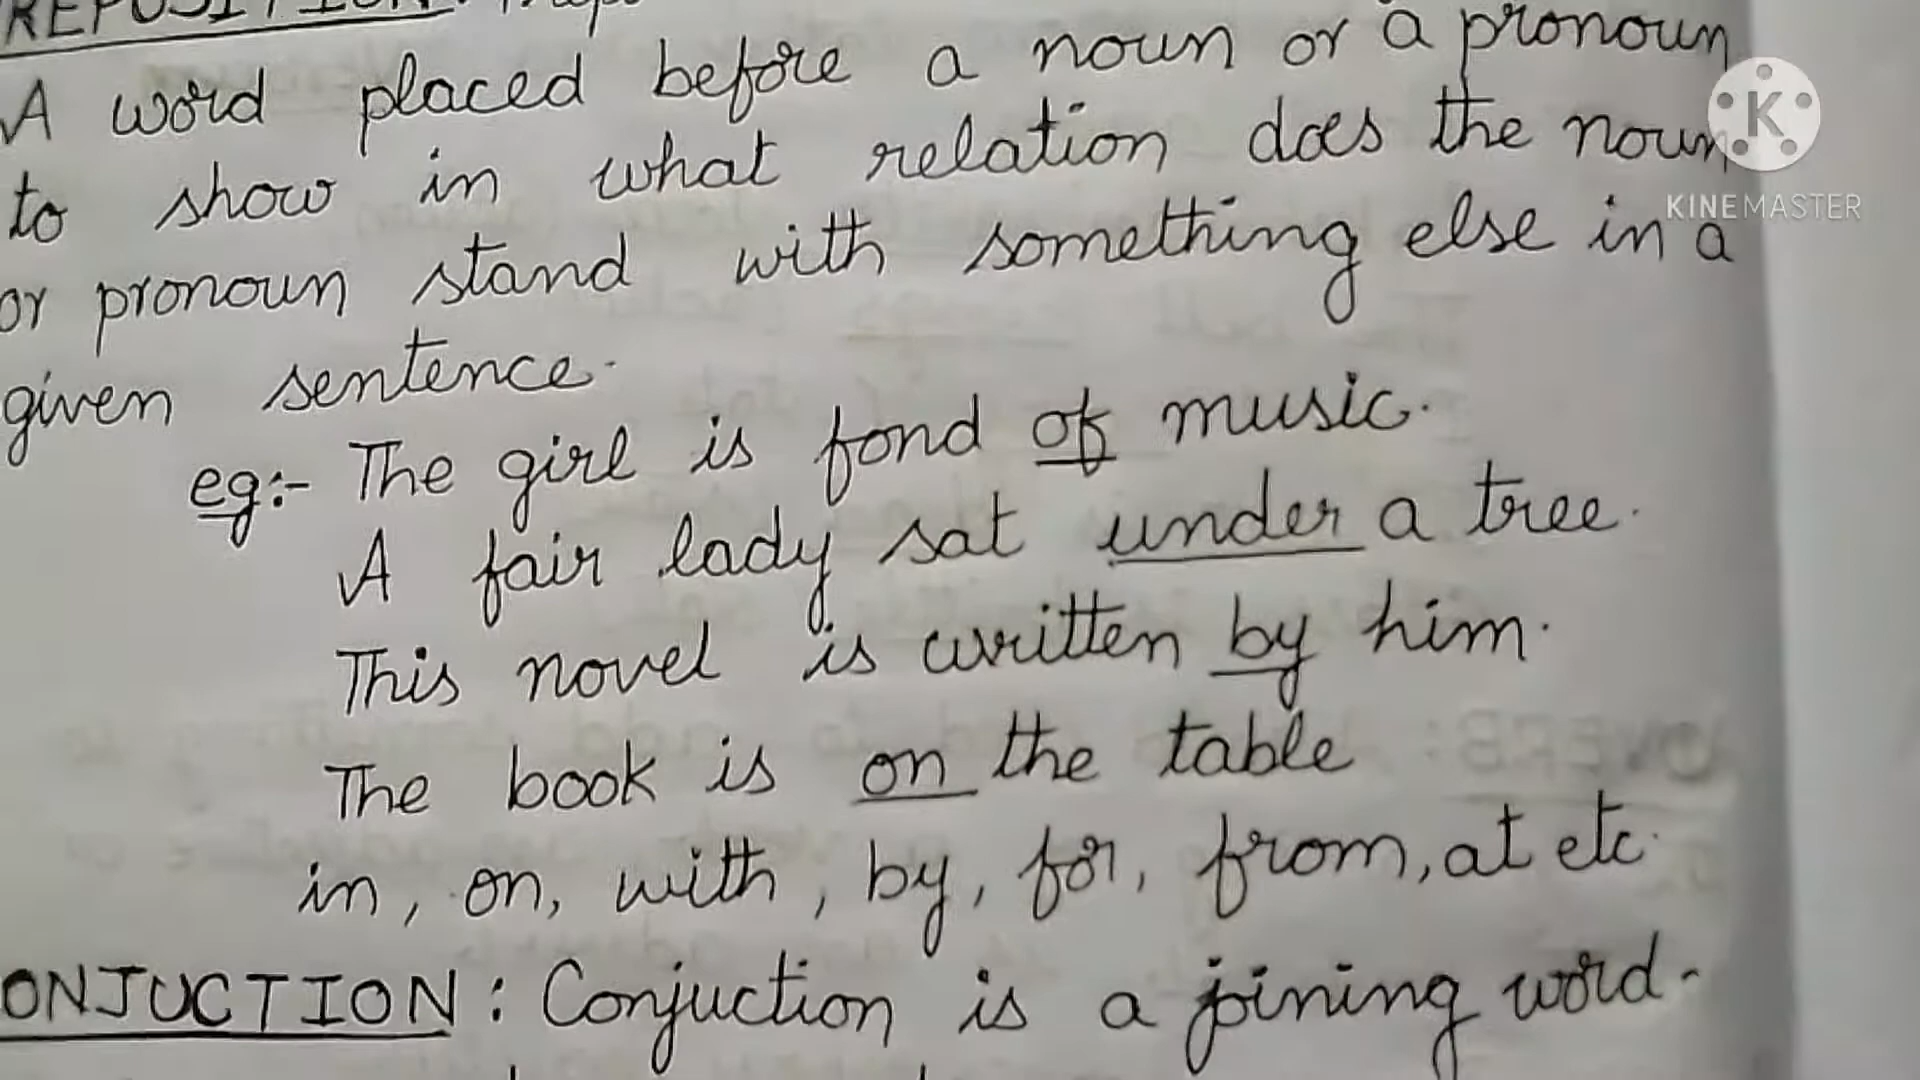 REPOSITION :
A word placed before a noun or a pronoun
to show in what relation does the noun
or pronoun stand with something else in a
given sentence.
eg:- The girl is fond of music.
A fair lady sat under a tree.
This novel is written by him.
The book is on the table
in, on, with, by, for, from, at etc.
ONJUCTION : Conjuction is a joining word-
K
KINEMASTER